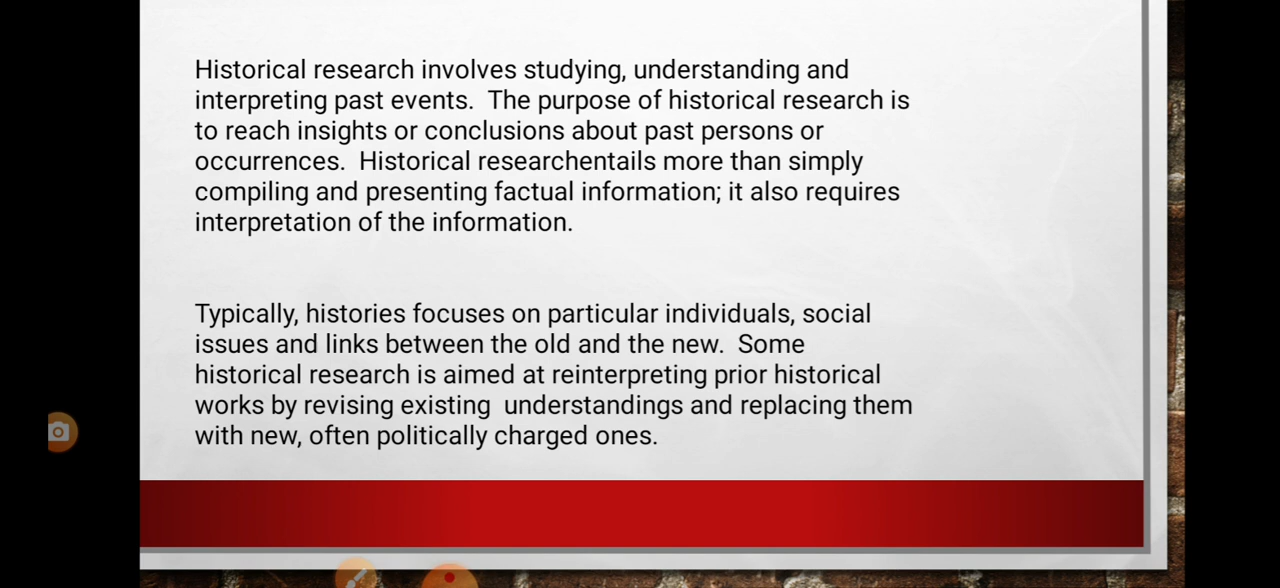 Historical research involves studying, understanding and
interpreting past events.  The purpose of historical research is
to reach insights or conclusions about past persons or
occurrences.  Historical researchentails more than simply
compiling and presenting factual information; it also requires
interpretation of the information.
Typically, histories focuses on particular individuals, social
issues and links between the old and the new.  Some
historical research is aimed at reinterpreting prior historical
works by revising existing  understandings and replacing them
with new, often politically charged ones.